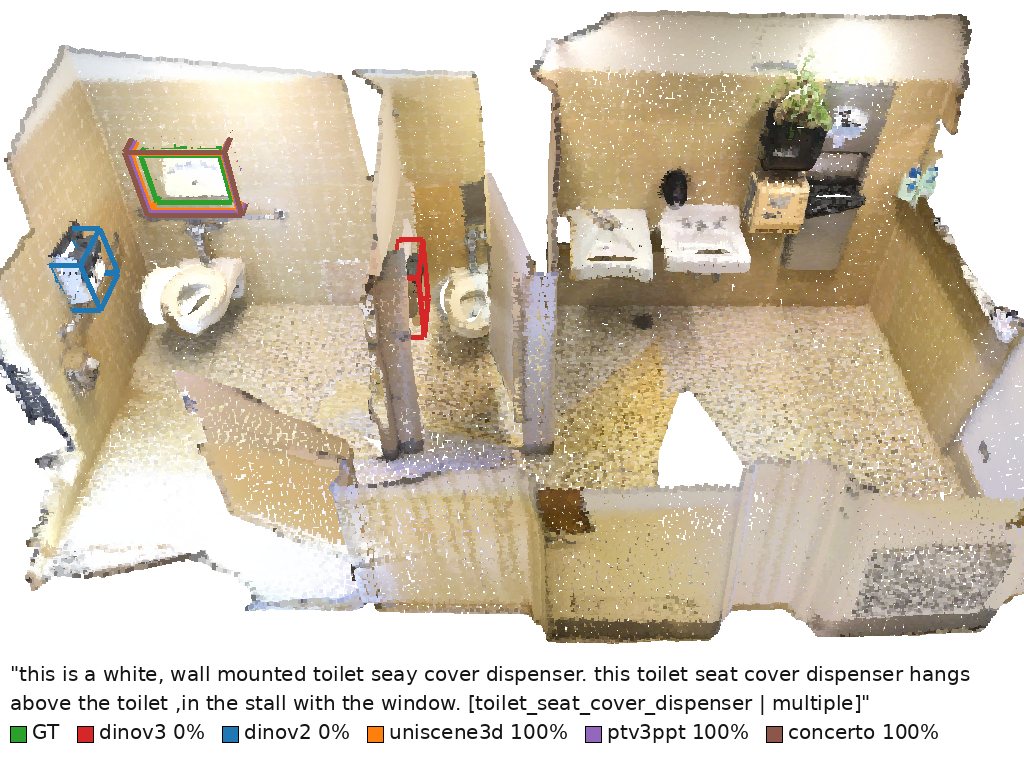 "this is a white, wall mounted toilet seay cover dispenser. this toilet seat cover dispenser hangs
above the toilet ,in the stall with the window. [toilet_seat_cover_dispenser | multiple]"
GT dinov3 0% dinov2 0% uniscene3d 100% ptv3ppt 100% concerto 100%